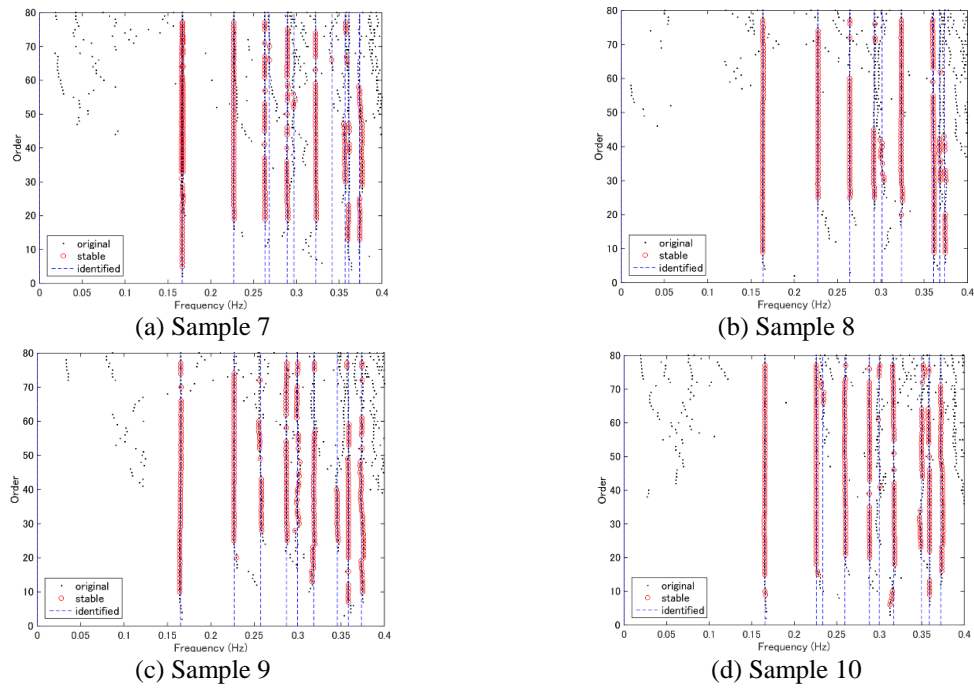 80
70
60
50
40
30
20
10
0
Order
original
stable
identified
0 0.05 0.1 0.15 0.2 0.25 0.3 0.35 0.4
Frequency (Hz)
(a) Sample 7
80
70
60
50
40
30
20
10
0
Order
original
stable
identified
0 0.05 0.1 0.15 0.2 0.25 0.3 0.35 0.4
Frequency (Hz)
(b) Sample 8
80
70
60
50
40
30
20
10
0
Order
original
stable
identified
0 0.05 0.1 0.15 0.2 0.25 0.3 0.35 0.4
Frequency (Hz)
(c) Sample 9
80
70
60
50
40
30
20
10
0
Order
original
stable
identified
0 0.05 0.1 0.15 0.2 0.25 0.3 0.35 0.4
Frequency (Hz)
(d) Sample 10